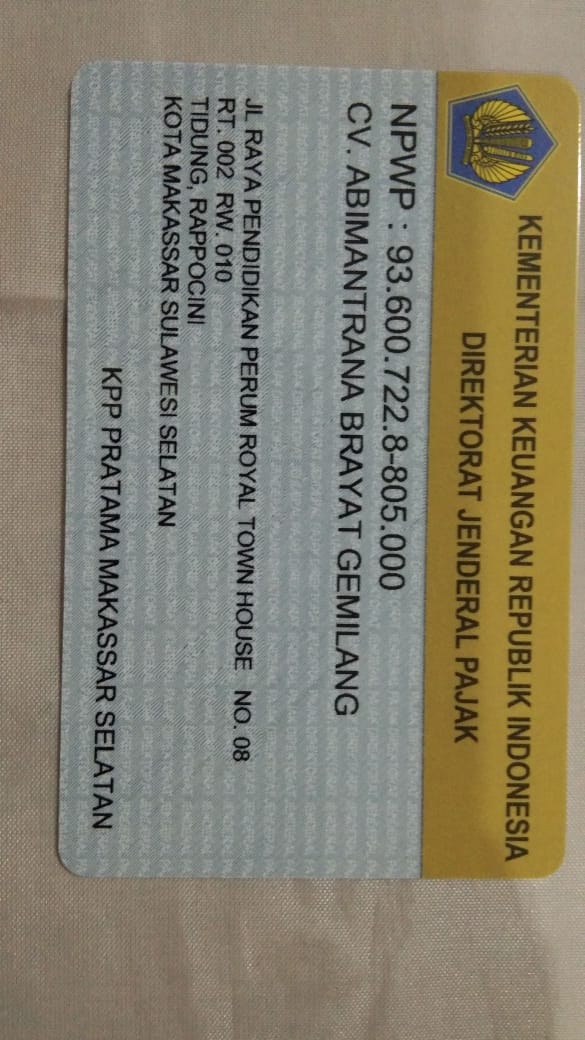 KEMENTERIAN KEUANGAN REPUBLIK INDONESIA
DIREKTORAT JENDERAL PAJAK
NPWP : 93.600.722.8-805.000
CV. ABIMANTRANA BRAYAT GEMILANG
JL RAYA PENDIDIKAN PERUM ROYAL TOWN HOUSE NO. 08
RT. 002 RW. 010
TIDUNG, RAPPOCINI
KOTA MAKASSAR SULAWESI SELATAN
KPP PRATAMA MAKASSAR SELATAN